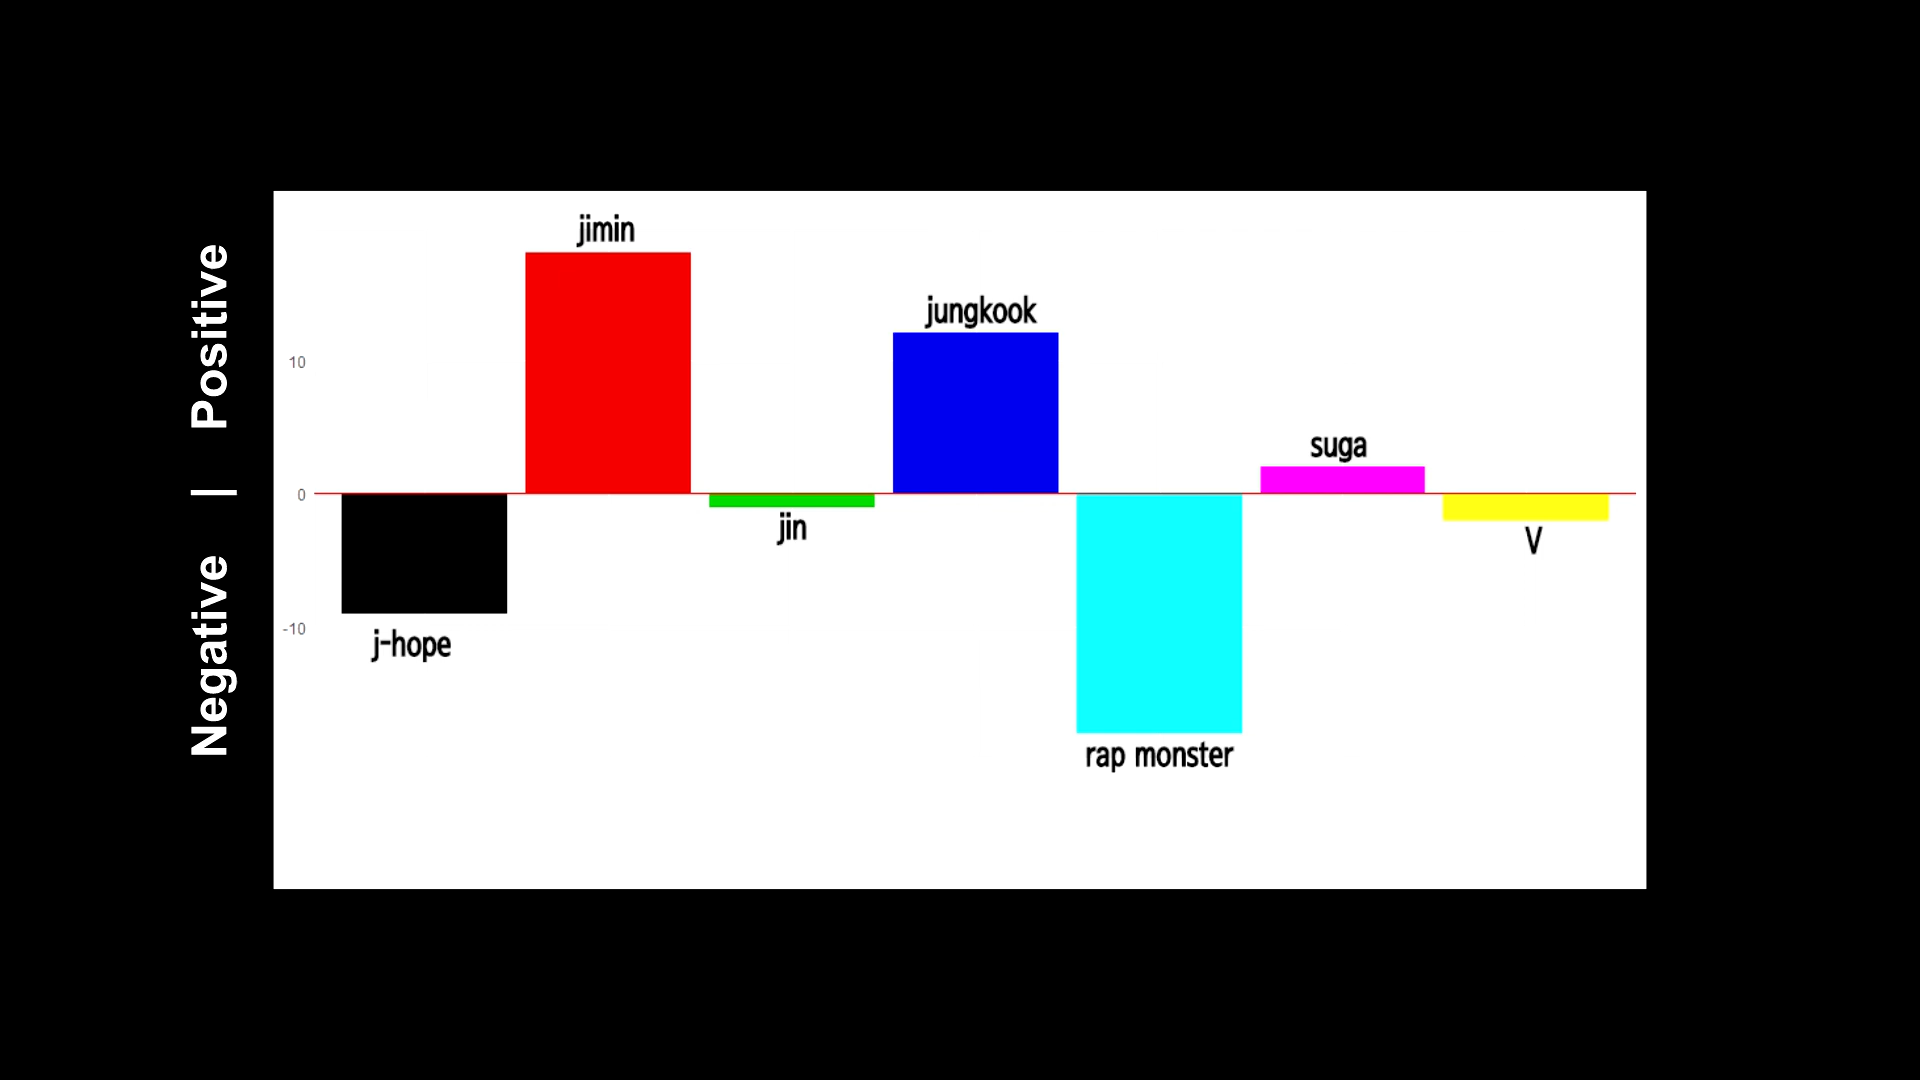 Negative | Positive
10
0
-10
jimin
jungkook
suga
jin
V
j-hope
rap monster